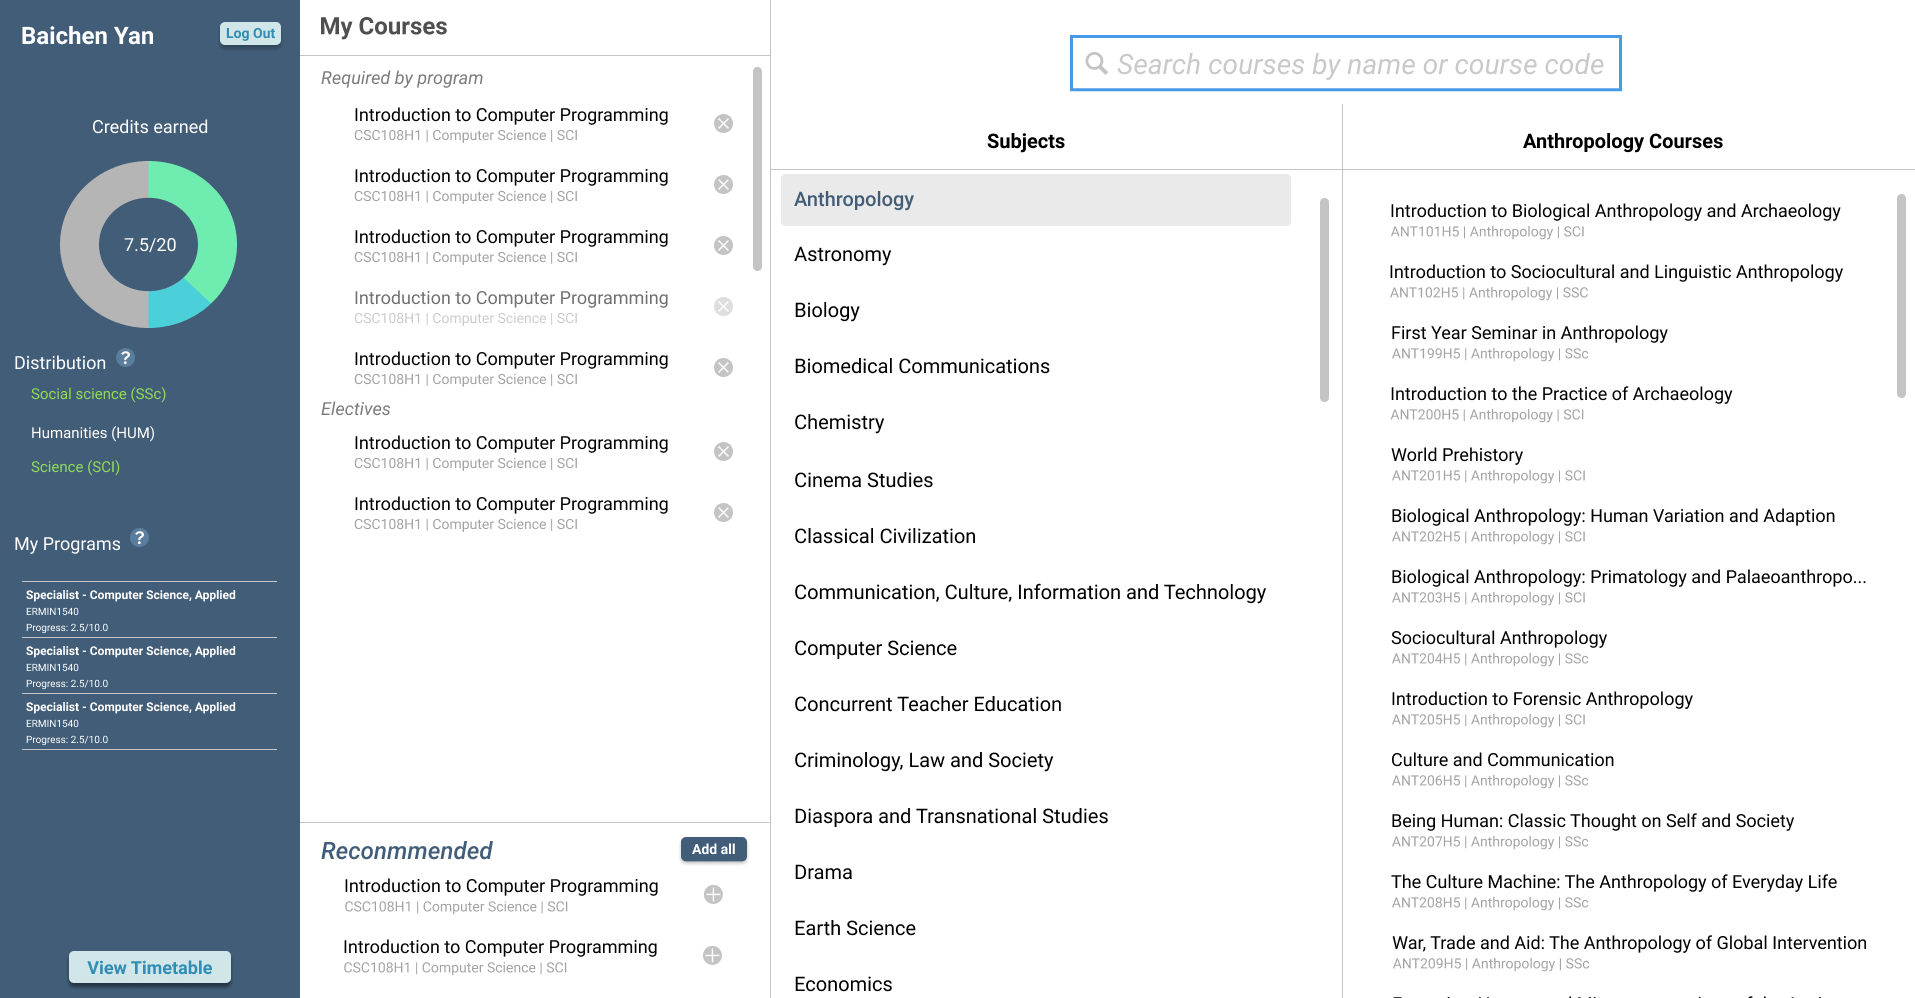 Baichen Yan
Log Out
Credits earned
7.5/20
Distribution ?
Social science (SSc)
Humanities (HUM)
Science (SCI)
My Programs ?
Specialist - Computer Science, Applied
ERMIN1540
Progress: 2.5/10.0
Specialist - Computer Science, Applied
ERMIN1540
Progress: 2.5/10.0
Specialist - Computer Science, Applied
ERMIN1540
Progress: 2.5/10.0
View Timetable
My Courses
Required by program
Introduction to Computer Programming
CSC108H1 | Computer Science | SCI
Introduction to Computer Programming
CSC108H1 | Computer Science | SCI
Introduction to Computer Programming
CSC108H1 | Computer Science | SCI
Introduction to Computer Programming
CSC108H1 | Computer Science | SCI
Introduction to Computer Programming
CSC108H1 | Computer Science | SCI
Electives
Introduction to Computer Programming
CSC108H1 | Computer Science | SCI
Introduction to Computer Programming
CSC108H1 | Computer Science | SCI
Reconmmended
Add all
Introduction to Computer Programming
CSC108H1 | Computer Science | SCI
Introduction to Computer Programming
CSC108H1 | Computer Science | SCI
Search courses by name or course code
Subjects
Anthropology
Astronomy
Biology
Biomedical Communications
Chemistry
Cinema Studies
Classical Civilization
Communication, Culture, Information and Technology
Computer Science
Concurrent Teacher Education
Criminology, Law and Society
Diaspora and Transnational Studies
Drama
Earth Science
Economics
Anthropology Courses
Introduction to Biological Anthropology and Archaeology
ANT101H5 | Anthropology | SCI
Introduction to Sociocultural and Linguistic Anthropology
ANT102H5 | Anthropology | SSC
First Year Seminar in Anthropology
ANT199H5 | Anthropology | SSc
Introduction to the Practice of Archaeology
ANT200H5 | Anthropology | SCI
World Prehistory
ANT201H5 | Anthropology | SCI
Biological Anthropology: Human Variation and Adaption
ANT202H5 | Anthropology | SCI
Biological Anthropology: Primatology and Palaeoanthropo...
ANT203H5 | Anthropology | SCI
Sociocultural Anthropology
ANT204H5 | Anthropology | SSc
Introduction to Forensic Anthropology
ANT205H5 | Anthropology | SCI
Culture and Communication
ANT206H5 | Anthropology | SSc
Being Human: Classic Thought on Self and Society
ANT207H5 | Anthropology | SSc
The Culture Machine: The Anthropology of Everyday Life
ANT208H5 | Anthropology | SSc
War, Trade and Aid: The Anthropology of Global Intervention
ANT209H5 | Anthropology | SSc